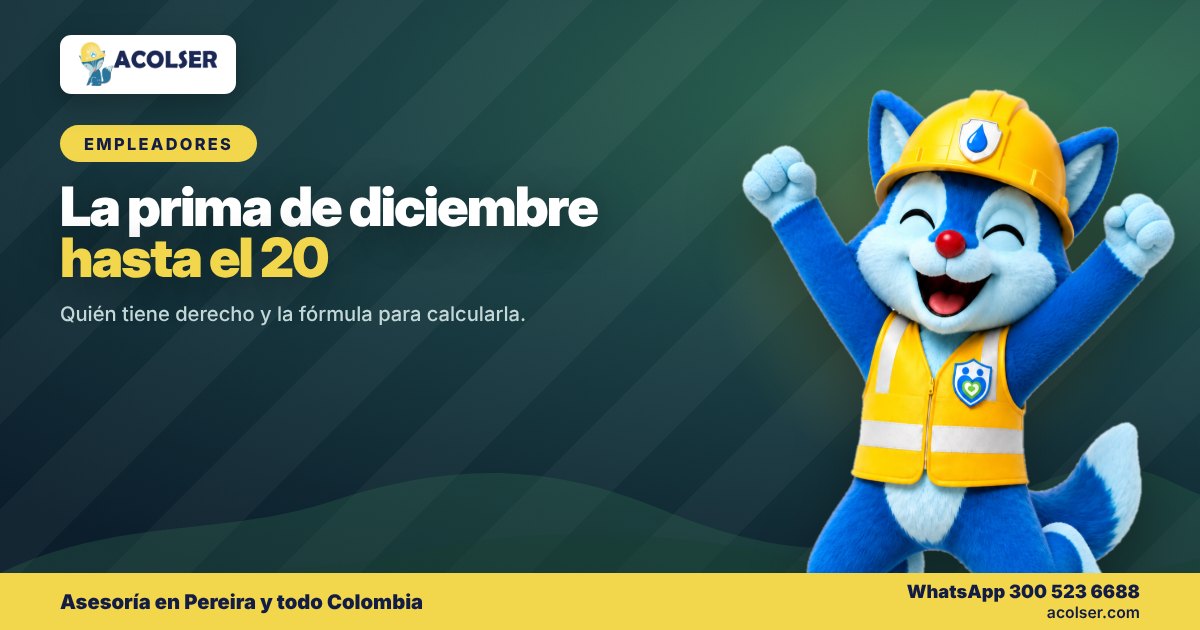 ACOLSER
EMPLEADORES
La prima de diciembre
hasta el 20
Quién tiene derecho y la fórmula para calcularla.
Asesoría en Pereira y todo Colombia
WhatsApp 300 523 6688
acolser.com